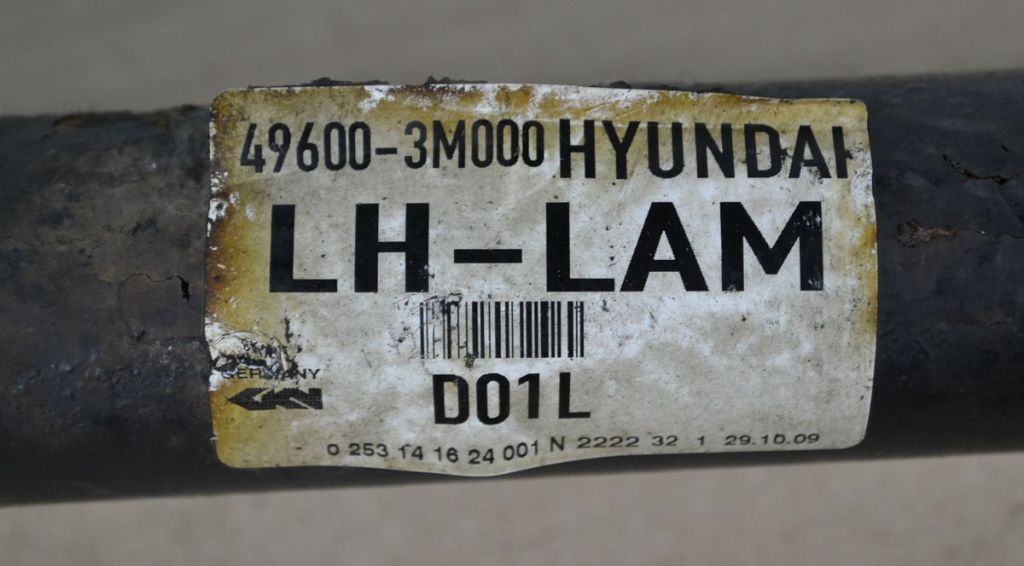 49600-3M000 HYUNDAI
LH-LAM
D01L
GERMANY
GKN
0 253 14 16 24 001 N 2222 32 1 29.10.09